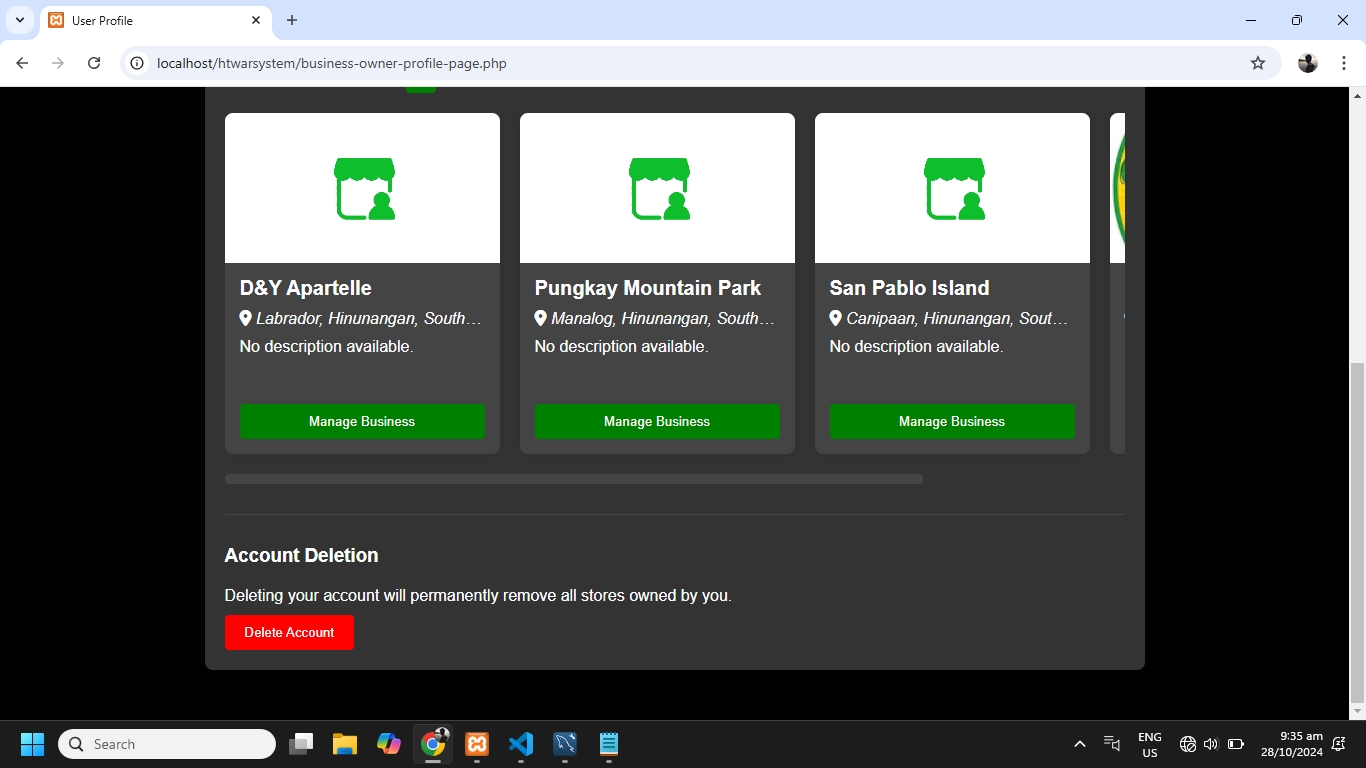 User Profile
localhost/htwarsystem/business-owner-profile-page.php
D&Y Apartelle
Labrador, Hinunangan, South...
No description available.
Manage Business
Pungkay Mountain Park
Manalog, Hinunangan, South...
No description available.
Manage Business
San Pablo Island
Canipaan, Hinunangan, Sout...
No description available.
Manage Business
Account Deletion
Deleting your account will permanently remove all stores owned by you.
Delete Account
Search
ENG
US
9:35 am
28/10/2024